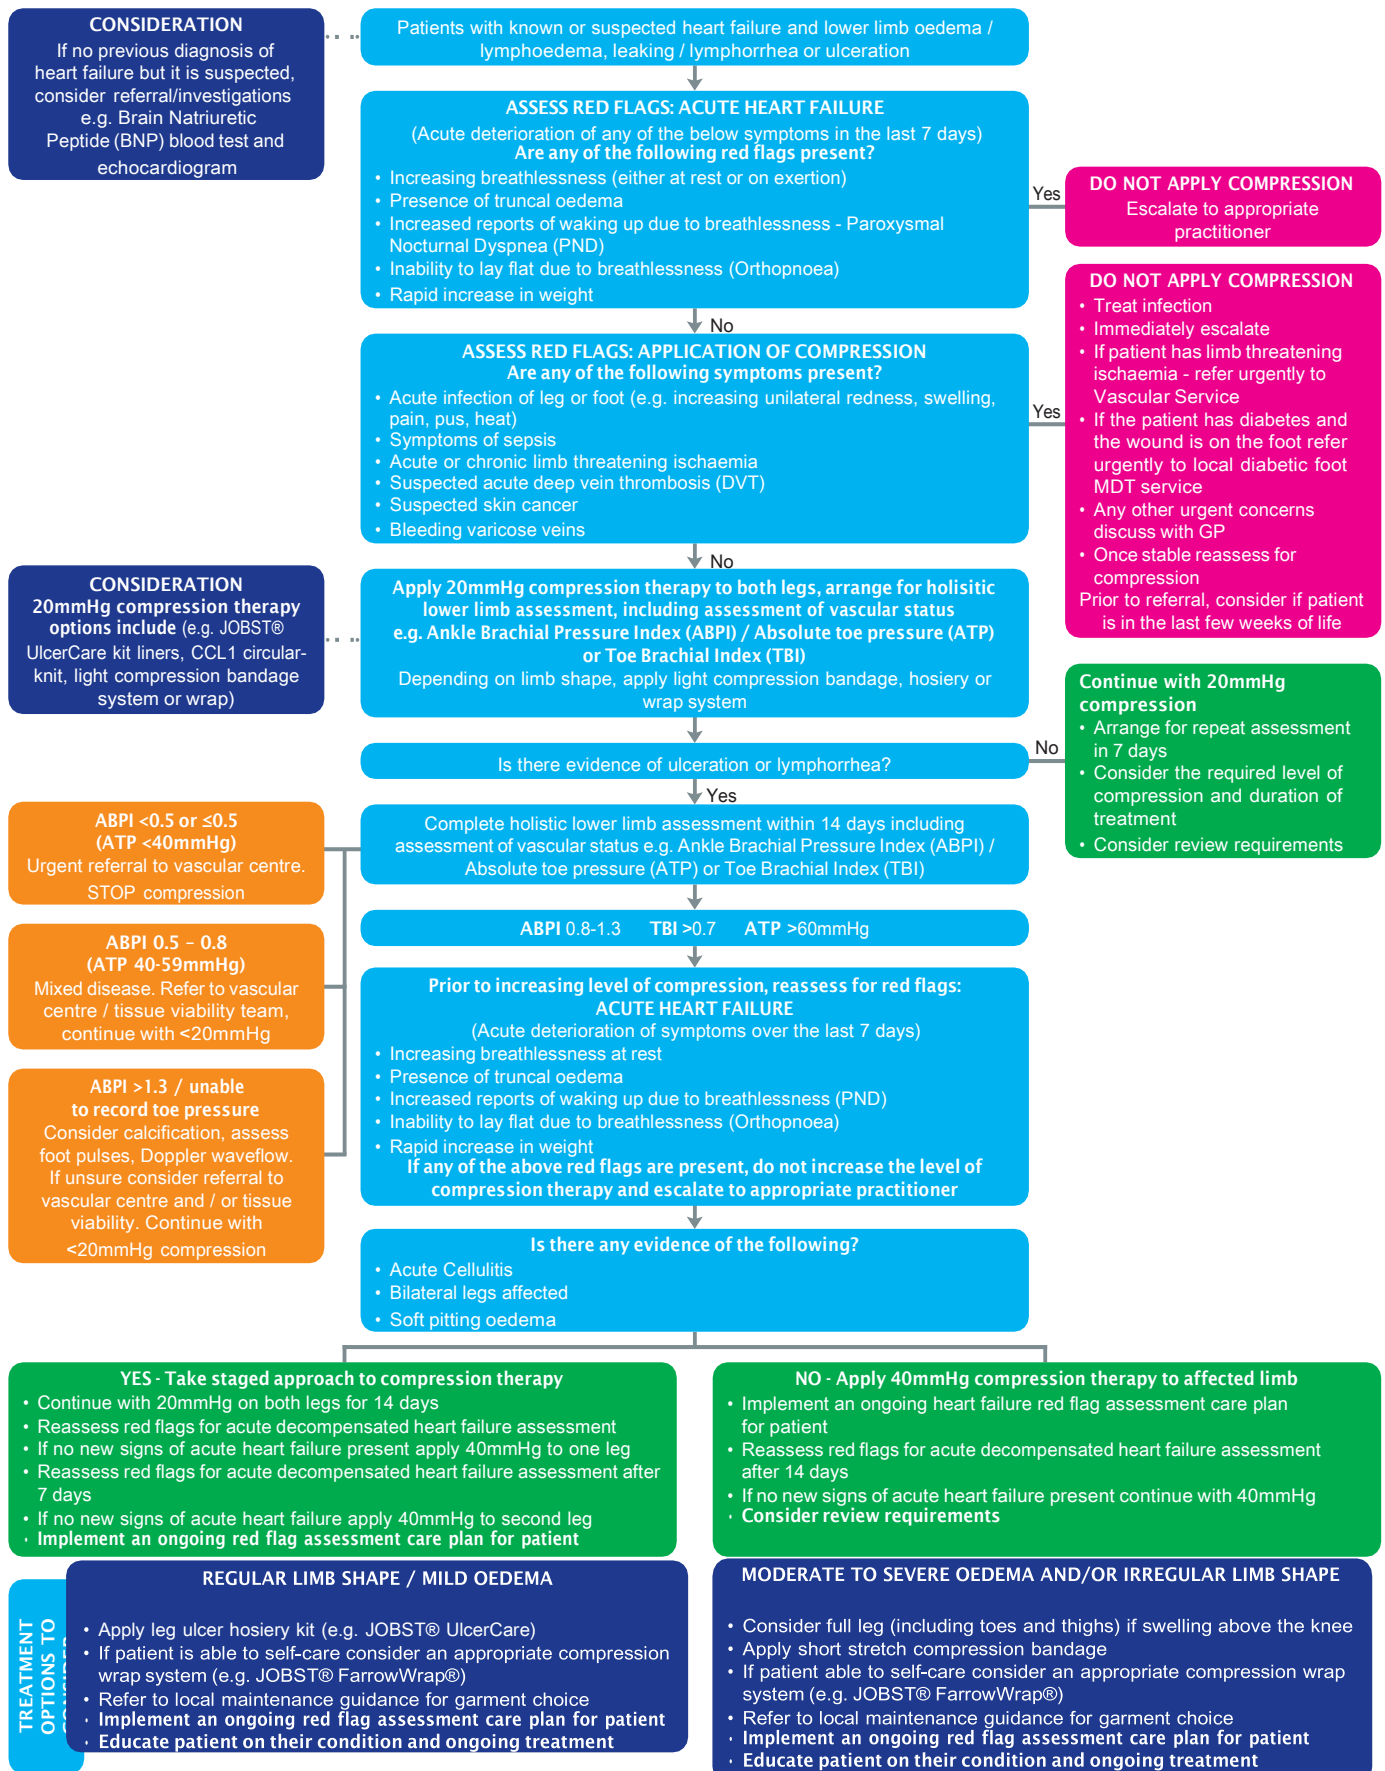 CONSIDERATION
If no previous diagnosis of
heart failure but it is suspected,
consider referral/investigations
e.g. Brain Natriuretic
Peptide (BNP) blood test and
echocardiogram
Patients with known or suspected heart failure and lower limb oedema /
lymphoedema, leaking / lymphorrhea or ulceration
ASSESS RED FLAGS: ACUTE HEART FAILURE
(Acute deterioration of any of the below symptoms in the last 7 days)
Are any of the following red flags present?
• Increasing breathlessness (either at rest or on exertion)
• Presence of truncal oedema
• Increased reports of waking up due to breathlessness - Paroxysmal
Nocturnal Dyspnea (PND)
• Inability to lay flat due to breathlessness (Orthopnoea)
• Rapid increase in weight
Yes
DO NOT APPLY COMPRESSION
Escalate to appropriate
practitioner
No
ASSESS RED FLAGS: APPLICATION OF COMPRESSION
Are any of the following symptoms present?
• Acute infection of leg or foot (e.g. increasing unilateral redness, swelling,
pain, pus, heat)
• Symptoms of sepsis
• Acute or chronic limb threatening ischaemia
• Suspected acute deep vein thrombosis (DVT)
• Suspected skin cancer
• Bleeding varicose veins
Yes
DO NOT APPLY COMPRESSION
• Treat infection
• Immediately escalate
• If patient has limb threatening
ischaemia - refer urgently to
Vascular Service
• If the patient has diabetes and
the wound is on the foot refer
urgently to local diabetic foot
MDT service
• Any other urgent concerns
discuss with GP
• Once stable reassess for
compression
Prior to referral, consider if patient
is in the last few weeks of life
No
CONSIDERATION
20mmHg compression therapy
options include (e.g. JOBST®
UlcerCare kit liners, CCL1 circular-
knit, light compression bandage
system or wrap)
Apply 20mmHg compression therapy to both legs, arrange for holisitic
lower limb assessment, including assessment of vascular status
e.g. Ankle Brachial Pressure Index (ABPI) / Absolute toe pressure (ATP)
or Toe Brachial Index (TBI)
Depending on limb shape, apply light compression bandage, hosiery or
wrap system
Is there evidence of ulceration or lymphorrhea?
No
Continue with 20mmHg
compression
• Arrange for repeat assessment
in 7 days
• Consider the required level of
compression and duration of
treatment
• Consider review requirements
Yes
Complete holistic lower limb assessment within 14 days including
assessment of vascular status e.g. Ankle Brachial Pressure Index (ABPI) /
Absolute toe pressure (ATP) or Toe Brachial Index (TBI)
ABPI <0.5 or ≤0.5
(ATP <40mmHg)
Urgent referral to vascular centre.
STOP compression
ABPI 0.5 – 0.8
(ATP 40-59mmHg)
Mixed disease. Refer to vascular
centre / tissue viability team,
continue with <20mmHg
ABPI >1.3 / unable
to record toe pressure
Consider calcification, assess
foot pulses, Doppler waveflow.
If unsure consider referral to
vascular centre and / or tissue
viability. Continue with
<20mmHg compression
ABPI 0.8-1.3 TBI >0.7 ATP >60mmHg
Prior to increasing level of compression, reassess for red flags:
ACUTE HEART FAILURE
(Acute deterioration of symptoms over the last 7 days)
• Increasing breathlessness at rest
• Presence of truncal oedema
• Increased reports of waking up due to breathlessness (PND)
• Inability to lay flat due to breathlessness (Orthopnoea)
• Rapid increase in weight
If any of the above red flags are present, do not increase the level of
compression therapy and escalate to appropriate practitioner
Is there any evidence of the following?
• Acute Cellulitis
• Bilateral legs affected
• Soft pitting oedema
YES - Take staged approach to compression therapy
• Continue with 20mmHg on both legs for 14 days
• Reassess red flags for acute decompensated heart failure assessment
• If no new signs of acute heart failure present apply 40mmHg to one leg
• Reassess red flags for acute decompensated heart failure assessment after
7 days
• If no new signs of acute heart failure apply 40mmHg to second leg
• Implement an ongoing red flag assessment care plan for patient
NO - Apply 40mmHg compression therapy to affected limb
• Implement an ongoing heart failure red flag assessment care plan
for patient
• Reassess red flags for acute decompensated heart failure assessment
after 14 days
• If no new signs of acute heart failure present continue with 40mmHg
• Consider review requirements
TREATMENT
OPTIONS TO
REGULAR LIMB SHAPE / MILD OEDEMA
• Apply leg ulcer hosiery kit (e.g. JOBST® UlcerCare)
• If patient is able to self-care consider an appropriate compression
wrap system (e.g. JOBST® FarrowWrap®)
• Refer to local maintenance guidance for garment choice
• Implement an ongoing red flag assessment care plan for patient
• Educate patient on their condition and ongoing treatment
MODERATE TO SEVERE OEDEMA AND/OR IRREGULAR LIMB SHAPE
• Consider full leg (including toes and thighs) if swelling above the knee
• Apply short stretch compression bandage
• If patient able to self-care consider an appropriate compression wrap
system (e.g. JOBST® FarrowWrap®)
• Refer to local maintenance guidance for garment choice
• Implement an ongoing red flag assessment care plan for patient
• Educate patient on their condition and ongoing treatment